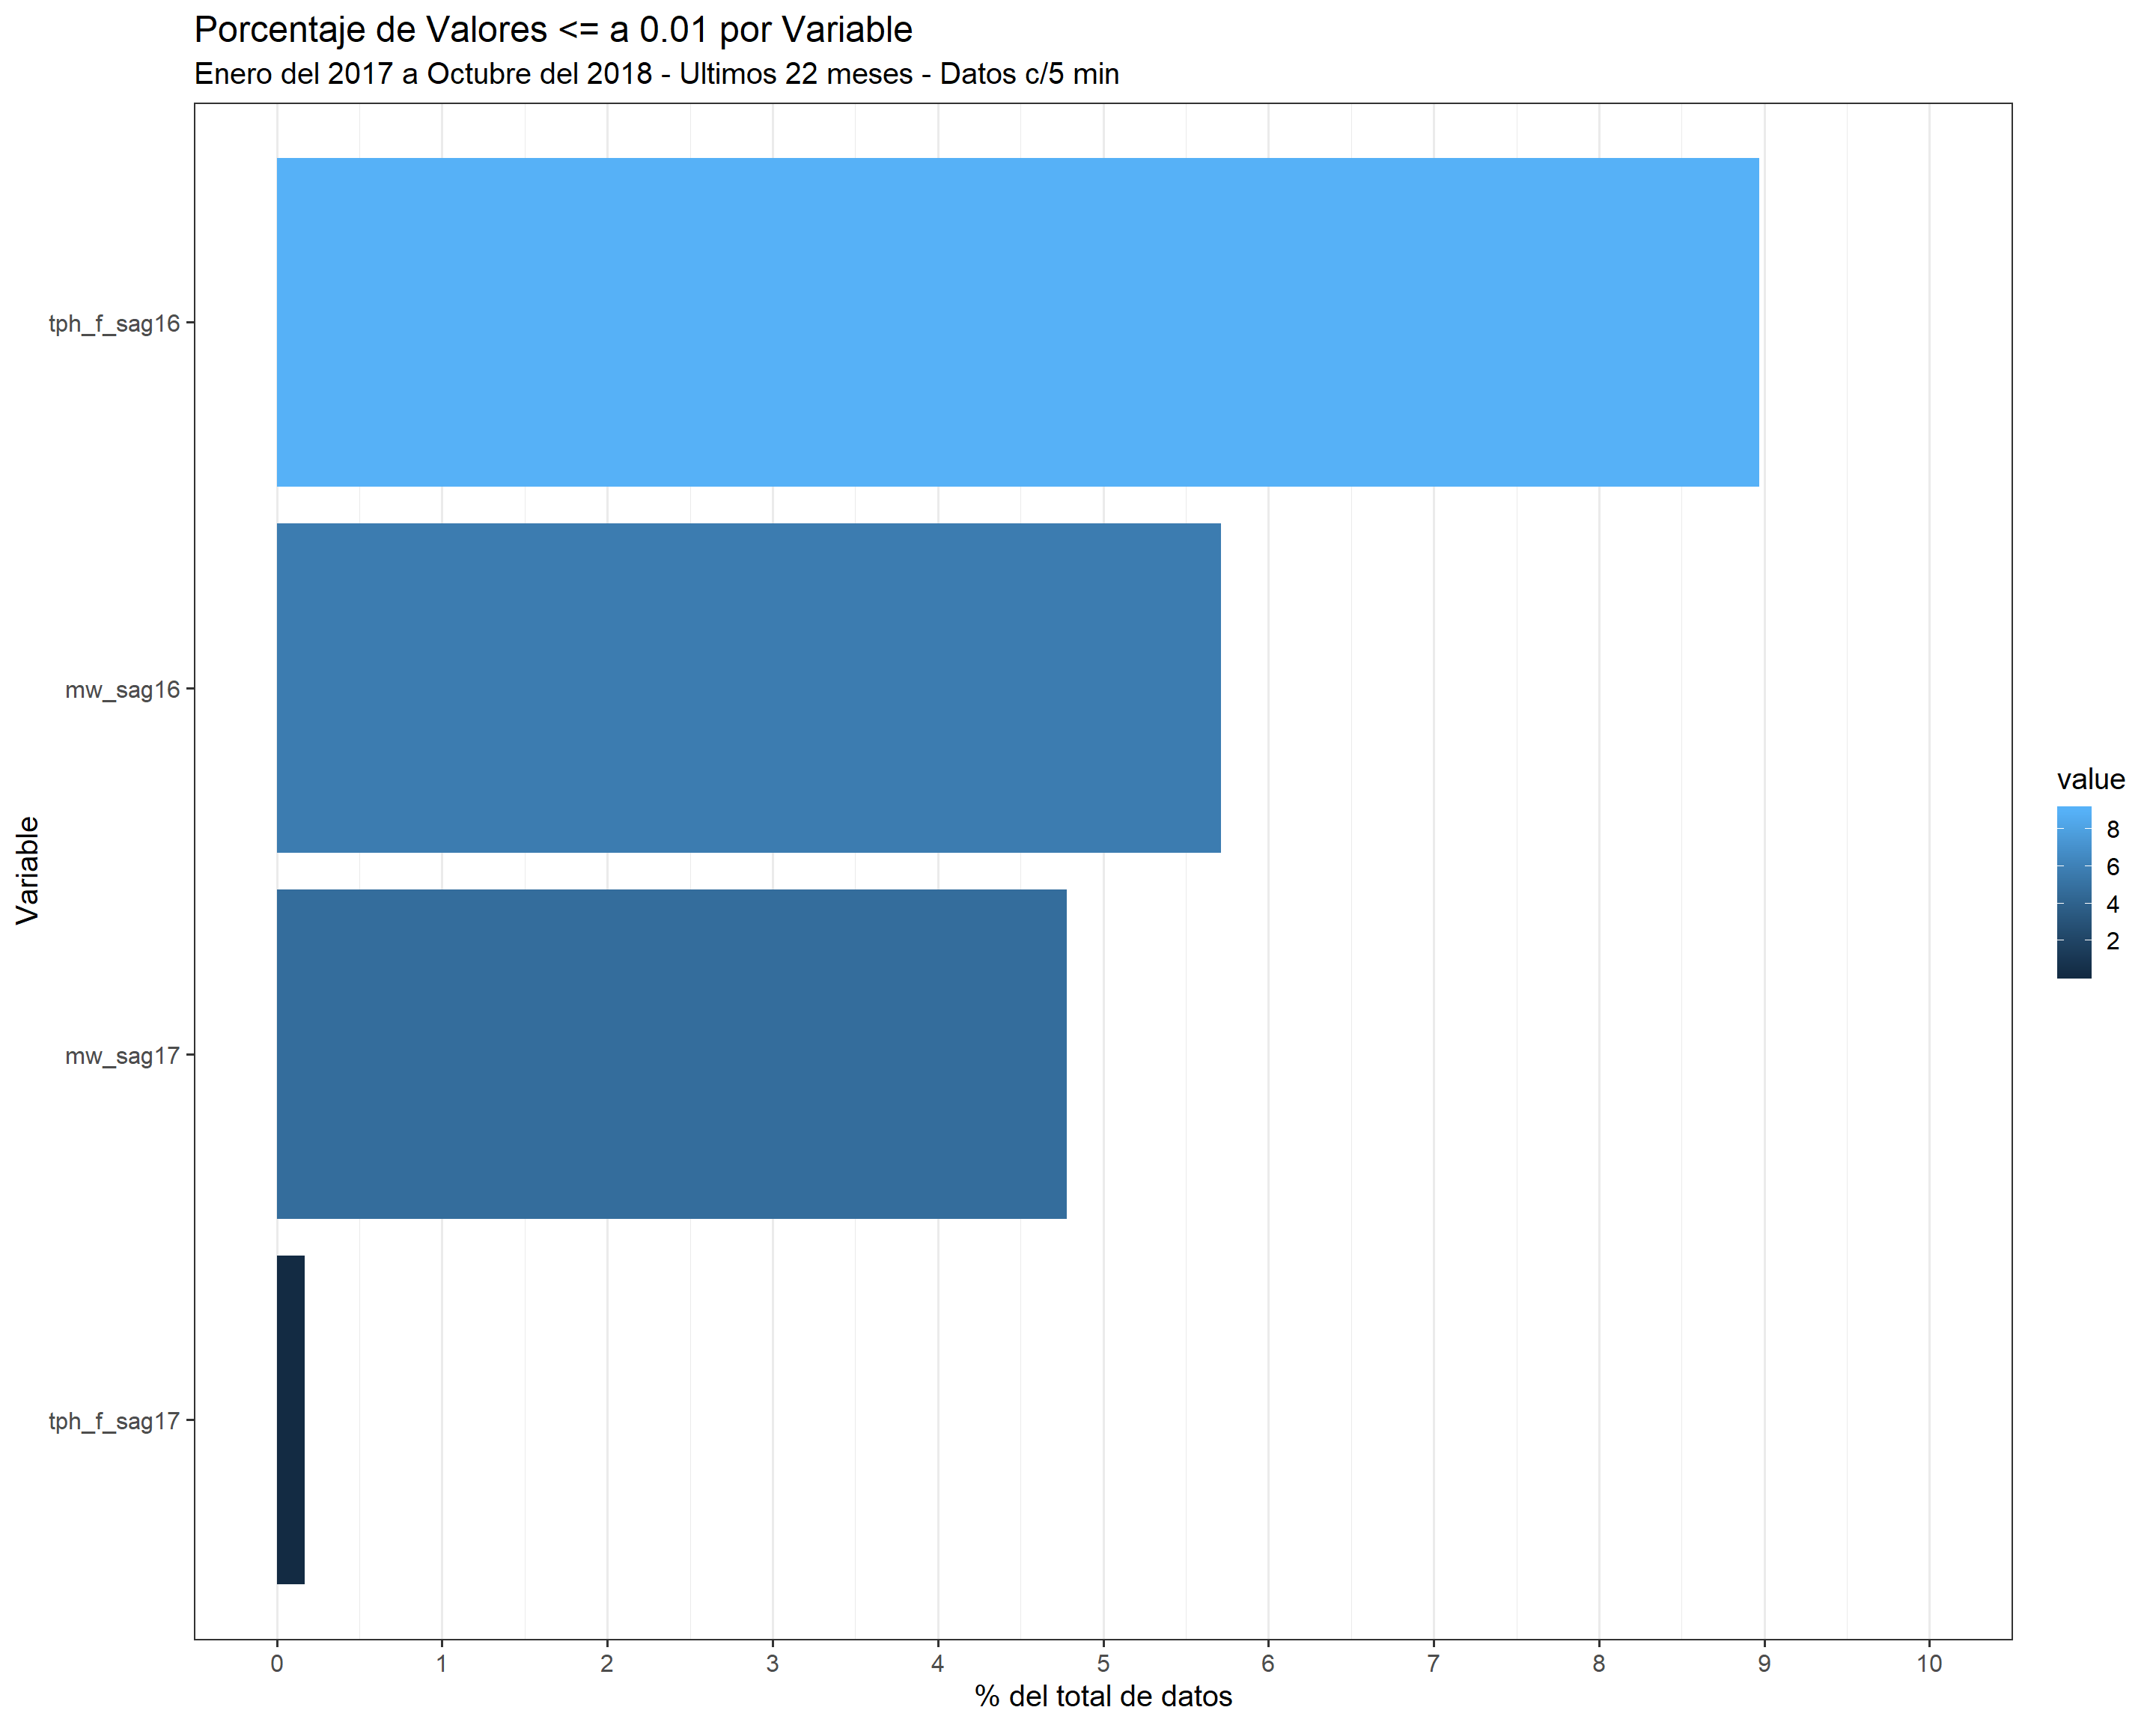 Porcentaje de Valores <= a 0.01 por Variable
Enero del 2017 a Octubre del 2018 - Ultimos 22 meses - Datos c/5 min
tph_f_sag16
mw_sag16
mw_sag17
tph_f_sag17
Variable
0 1 2 3 4 5 6 7 8 9 10
% del total de datos
value
8
6
4
2